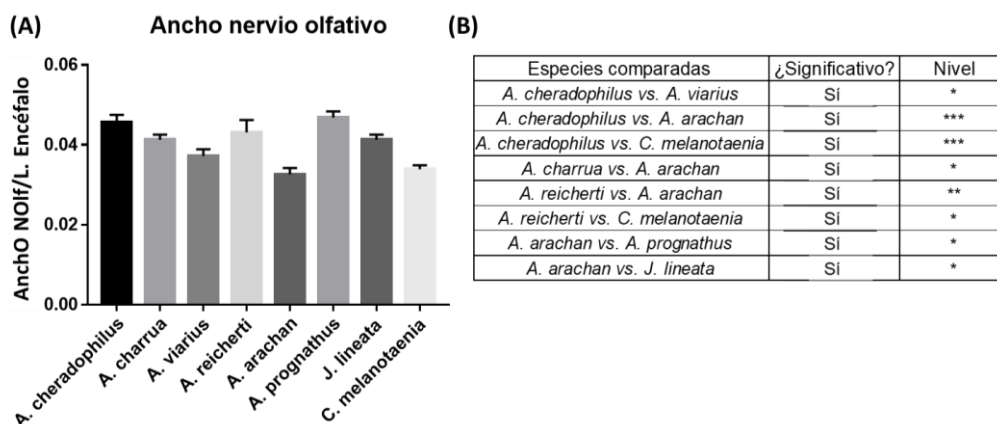 (A)
Ancho nervio olfativo
AnchO NOlf/L. Encéfalo
0.06
0.04
0.02
0.00
A. cheradophilus
A. charrua
A. viarius
A. reicherti
A. arachan
A. prognathus
J. lineata
C. melanotaenia
(B)
Especies comparadas ¿Significativo? Nivel
A. cheradophilus vs. A. viarius Sí *
A. cheradophilus vs. A. arachan Sí ***
A. cheradophilus vs. C. melanotaenia Sí ***
A. charrua vs. A. arachan Sí *
A. reicherti vs. A. arachan Sí **
A. reicherti vs. C. melanotaenia Sí *
A. arachan vs. A. prognathus Sí *
A. arachan vs. J. lineata Sí *